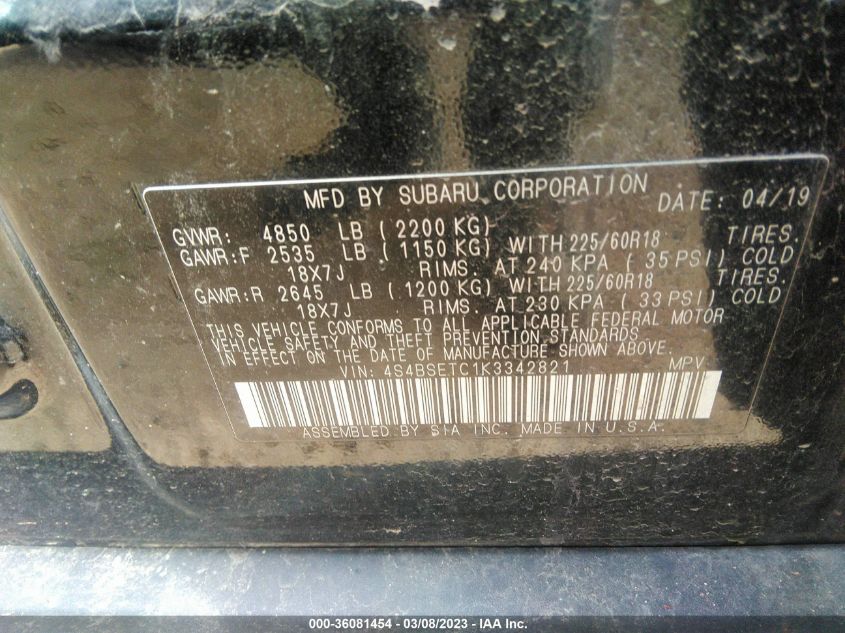 MFD BY SUBARU CORPORATION DATE: 04/19
GVWR: 4850 LB (2200 KG)
GAWR:F 2535 LB (1150 KG) WITH 225/60R18 TIRES.
18X7J RIMS. AT 240 KPA (35 PSI) COLD
GAWR:R 2645 LB (1200 KG) WITH 225/60R18 TIRES.
18X7J RIMS. AT 230 KPA (33 PSI) COLD
THIS VEHICLE CONFORMS TO ALL APPLICABLE FEDERAL MOTOR
VEHICLE SAFETY AND THEFT PREVENTION STANDARDS
IN EFFECT ON THE DATE OF MANUFACTURE SHOWN ABOVE.
VIN: 4S4BSETC1K3342821 MPV
ASSEMBLED BY SIA INC. MADE IN U.S.A.
000-36081454 - 03/08/2023 - IAA Inc.